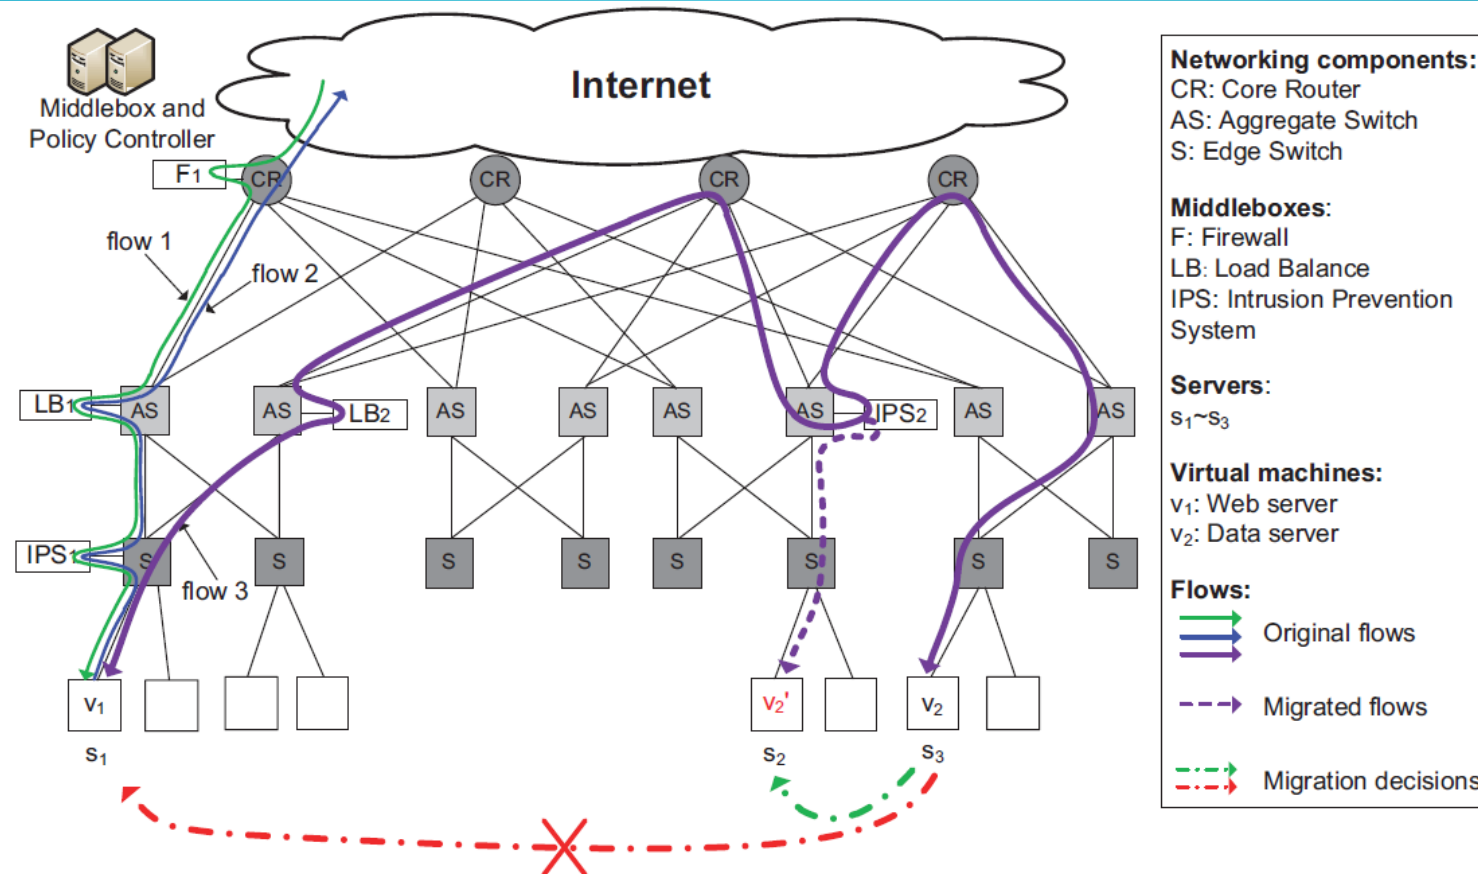 Internet
Middlebox and
Policy Controller
F1
CR
CR
CR
CR
flow 1
flow 2
LB1
AS
AS
LB2
AS
AS
AS
AS
IPS2
AS
AS
IPS1
S
S
S
S
S
S
S
S
flow 3
v1
v2'
v2
s1
s2
s3
Networking components:
CR: Core Router
AS: Aggregate Switch
S: Edge Switch
Middleboxes:
F: Firewall
LB: Load Balance
IPS: Intrusion Prevention
System
Servers:
s1~s3
Virtual machines:
v1: Web server
v2: Data server
Flows:
Original flows
Migrated flows
Migration decisions